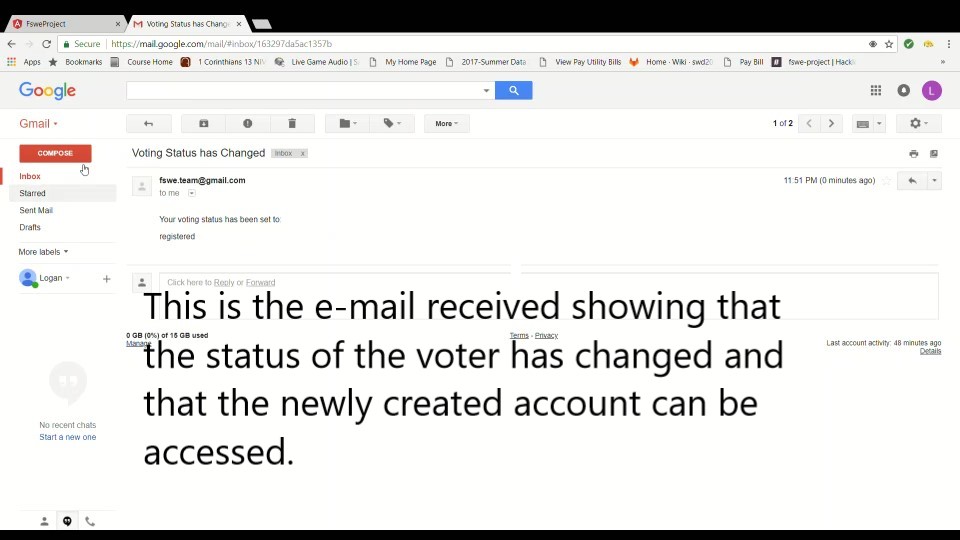 FsweProject
Voting Status has Chang
Secure
https://mail.google.com/mail/#inbox/163297da5ac1357b
Apps
Bookmarks
Course Home
1 Corinthians 13 NIV
Live Game Audio | S
My Home Page
2017-Summer Data
View Pay Utility Bills
Home · Wiki · swd20
Pay Bill
fswe-project | Hack
Google
L
Gmail
More
1 of 2
COMPOSE
Voting Status has Changed
Inbox x
Inbox
fswe.team@gmail.com
11:51 PM (0 minutes ago)
to me
Starred
Sent Mail
Drafts
Your voting status has been set to:
registered
More labels
Logan
Click here to Reply or Forward
This is the e-mail received showing that
the status of the voter has changed and
that the newly created account can be
accessed.
0 GB (0%) of 15 GB used
Manage
Terms - Privacy
Last account activity: 48 minutes ago
Details
No recent chats
Start a new one